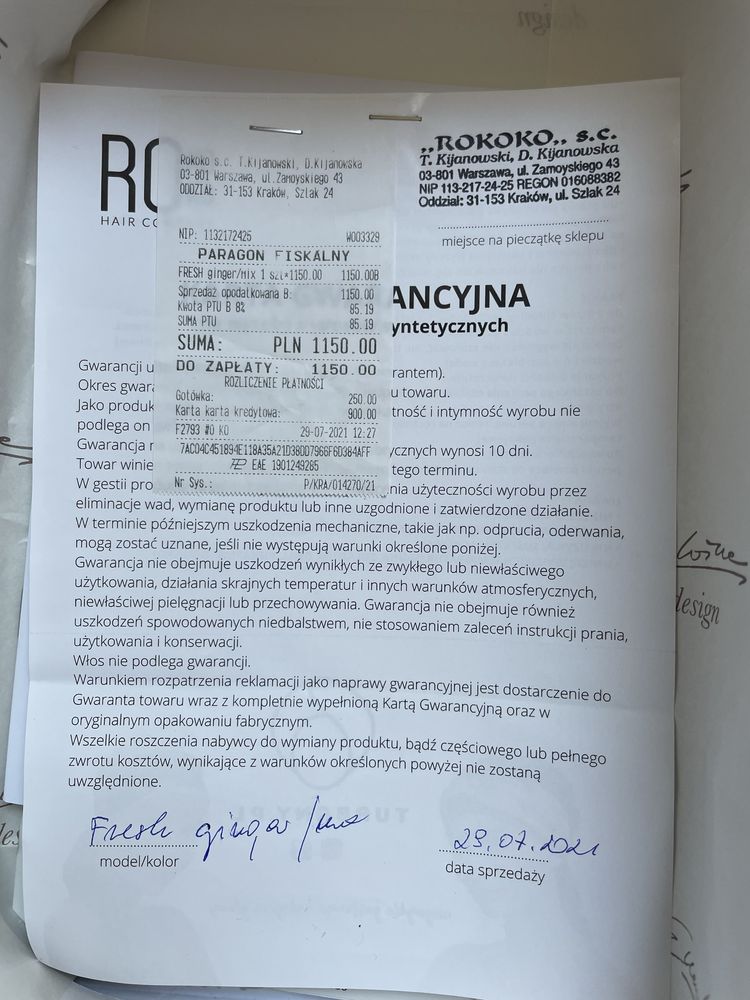 RO
HAIR CO
„ROKOKO„ s.c.
T. Kijanowski, D. Kijanowska
03-801 Warszawa, ul. Zamoyskiego 43
NIP 113-217-24-25 REGON 016088382
Oddział: 31-153 Kraków, ul. Szlak 24
miejsce na pieczątkę sklepu
Rokoko s.c. T.Kijanowski, D.Kijanowska
03-801 Warszawa, ul. Zamoyskiego 43
ODDZIAŁ: 31-153 Kraków, Szlak 24
NIP: 1132172425 W003329
PARAGON FISKALNY
FRESH ginger/mix 1 szt*1150.00 1150.00B
Sprzedaż opodatkowana B: 1150.00
Kwota PTU B 8% 85.19
SUMA PTU 85.19
SUMA: PLN 1150.00
DO ZAPŁATY: 1150.00
ROZLICZENIE PŁATNOŚCI
Gotówka: 250.00
Karta karta kredytowa: 900.00
F2793 #0 KO 29-07-2021 12:27
7AC04C451894E118A35A21D380D7966F6D3B4AFF
EAE 1901249285
Nr Sys.: P/KRA/014270/21
ANCYJNA
yntetycznych
Gwarancji u rantem).
Okres gwar u towaru.
Jako produk tność i intymność wyrobu nie
podlega on
Gwarancja ycznych wynosi 10 dni.
Towar winie tego terminu.
W gestii pro nia użyteczności wyrobu przez
eliminacje wad, wymianę produktu lub inne uzgodnione i zatwierdzone działanie.
W terminie późniejszym uszkodzenia mechaniczne, takie jak np. odprucia, oderwania,
mogą zostać uznane, jeśli nie występują warunki określone poniżej.
Gwarancja nie obejmuje uszkodzeń wynikłych ze zwykłego lub niewłaściwego
użytkowania, działania skrajnych temperatur i innych warunków atmosferycznych,
niewłaściwej pielęgnacji lub przechowywania. Gwarancja nie obejmuje również
uszkodzeń spowodowanych niedbalstwem, nie stosowaniem zaleceń instrukcji prania,
użytkowania i konserwacji.
Włos nie podlega gwarancji.
Warunkiem rozpatrzenia reklamacji jako naprawy gwarancyjnej jest dostarczenie do
Gwaranta towaru wraz z kompletnie wypełnioną Kartą Gwarancyjną oraz w
oryginalnym opakowaniu fabrycznym.
Wszelkie roszczenia nabywcy do wymiany produktu, bądź częściowego lub pełnego
zwrotu kosztów, wynikające z warunków określonych powyżej nie zostaną
uwzględnione.
Fresh ginger/mix
model/kolor
29.07.2021
data sprzedaży
design